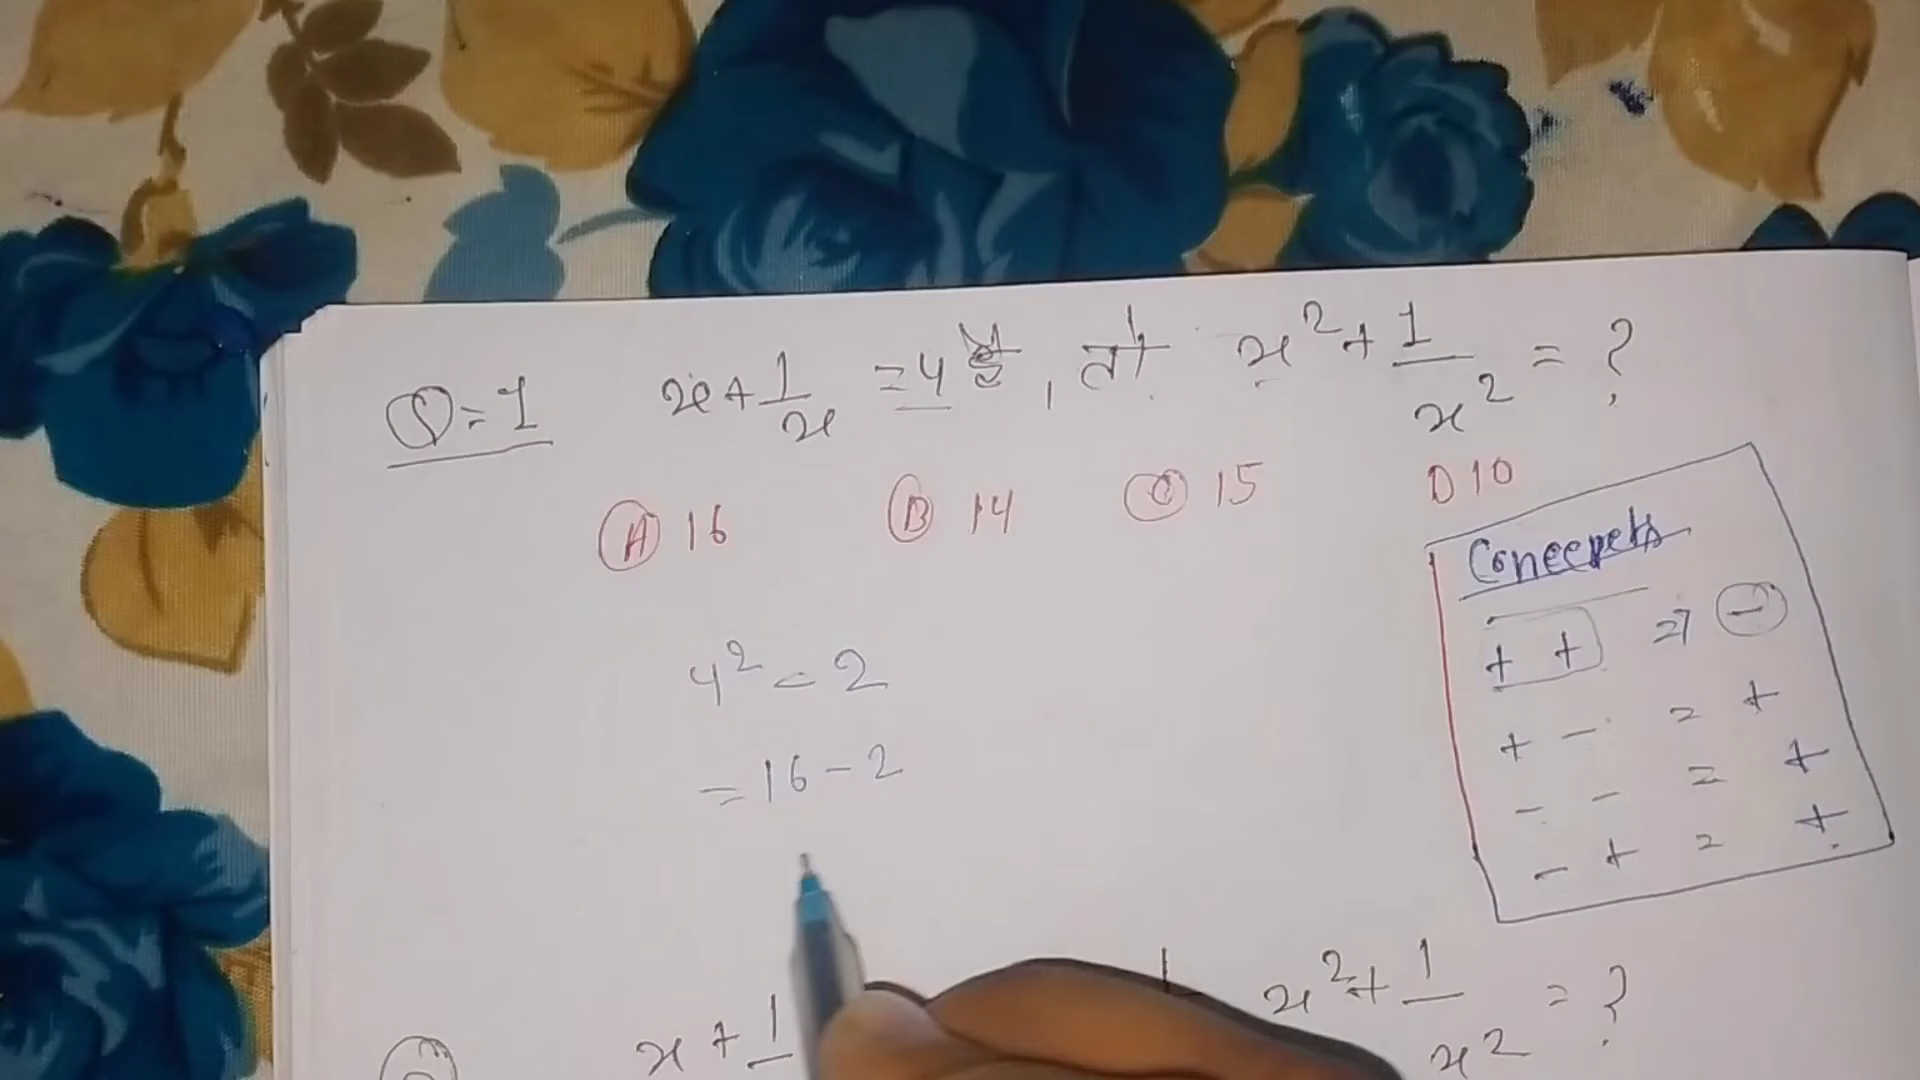 Q=1 x+1/x =4 है, तो x²+1/x² = ?
(A) 16 (B) 14 (C) 15 D 10
4² - 2
= 16 - 2
Concepts
+ + => -
+ - = +
- - = +
- + = +
x + 1 x²+1/x² = ?